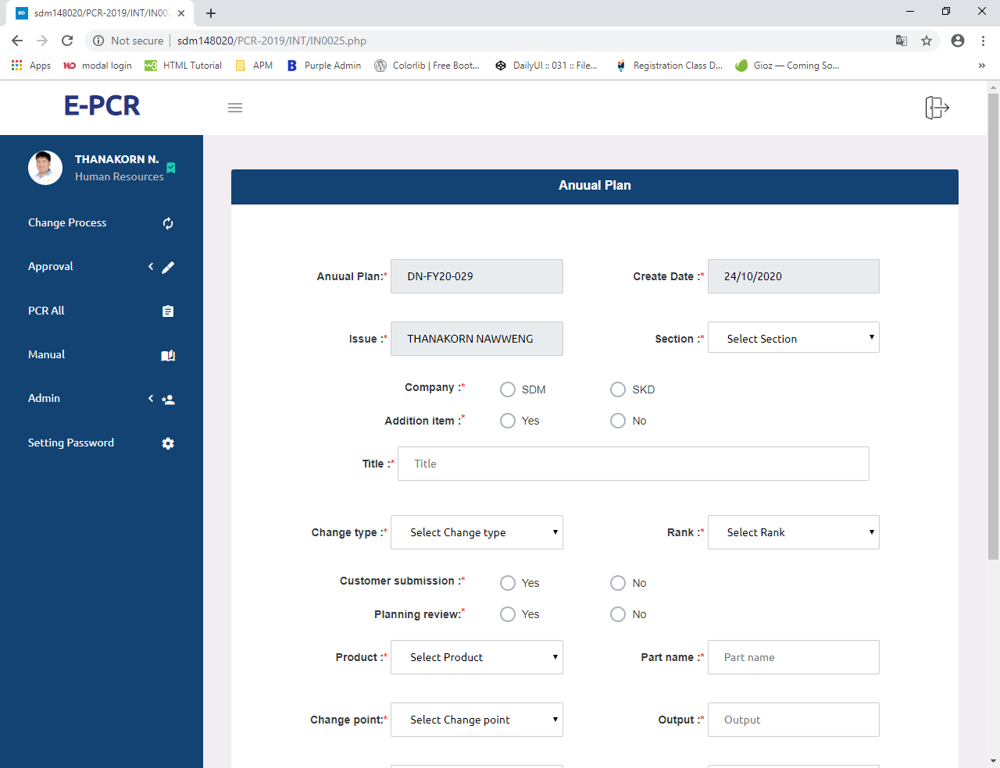 sdm148020/PCR-2019/INT/IN002
Not secure
sdm148020/PCR-2019/INT/IN0025.php
Apps
modal login
HTML Tutorial
APM
Purple Admin
Colorlib | Free Boot...
DailyUI :: 031 :: File...
Registration Class D...
Gioz — Coming So...
E-PCR
THANAKORN N.
Human Resources
Change Process
Approval
PCR All
Manual
Admin
Setting Password
Anuual Plan
Anuual Plan:* DN-FY20-029
Create Date :* 24/10/2020
Issue :* THANAKORN NAWWENG
Section :* Select Section
Company :* SDM SKD
Addition item :* Yes No
Title :* Title
Change type :* Select Change type
Rank :* Select Rank
Customer submission :* Yes No
Planning review:* Yes No
Product :* Select Product
Part name :* Part name
Change point:* Select Change point
Output :* Output